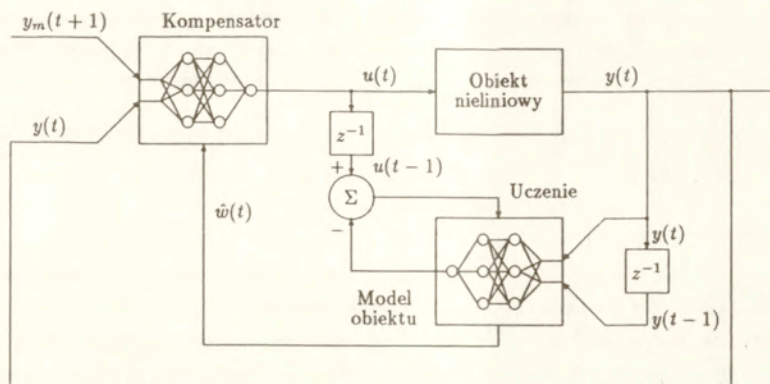 Kompensator
y_m(t+1)
y(t)
u(t)
Obiekt
nieliniowy
y(t)
z^{-1}
u(t-1)
+
Σ
-
ŵ(t)
Uczenie
Model
obiektu
y(t)
z^{-1}
y(t-1)